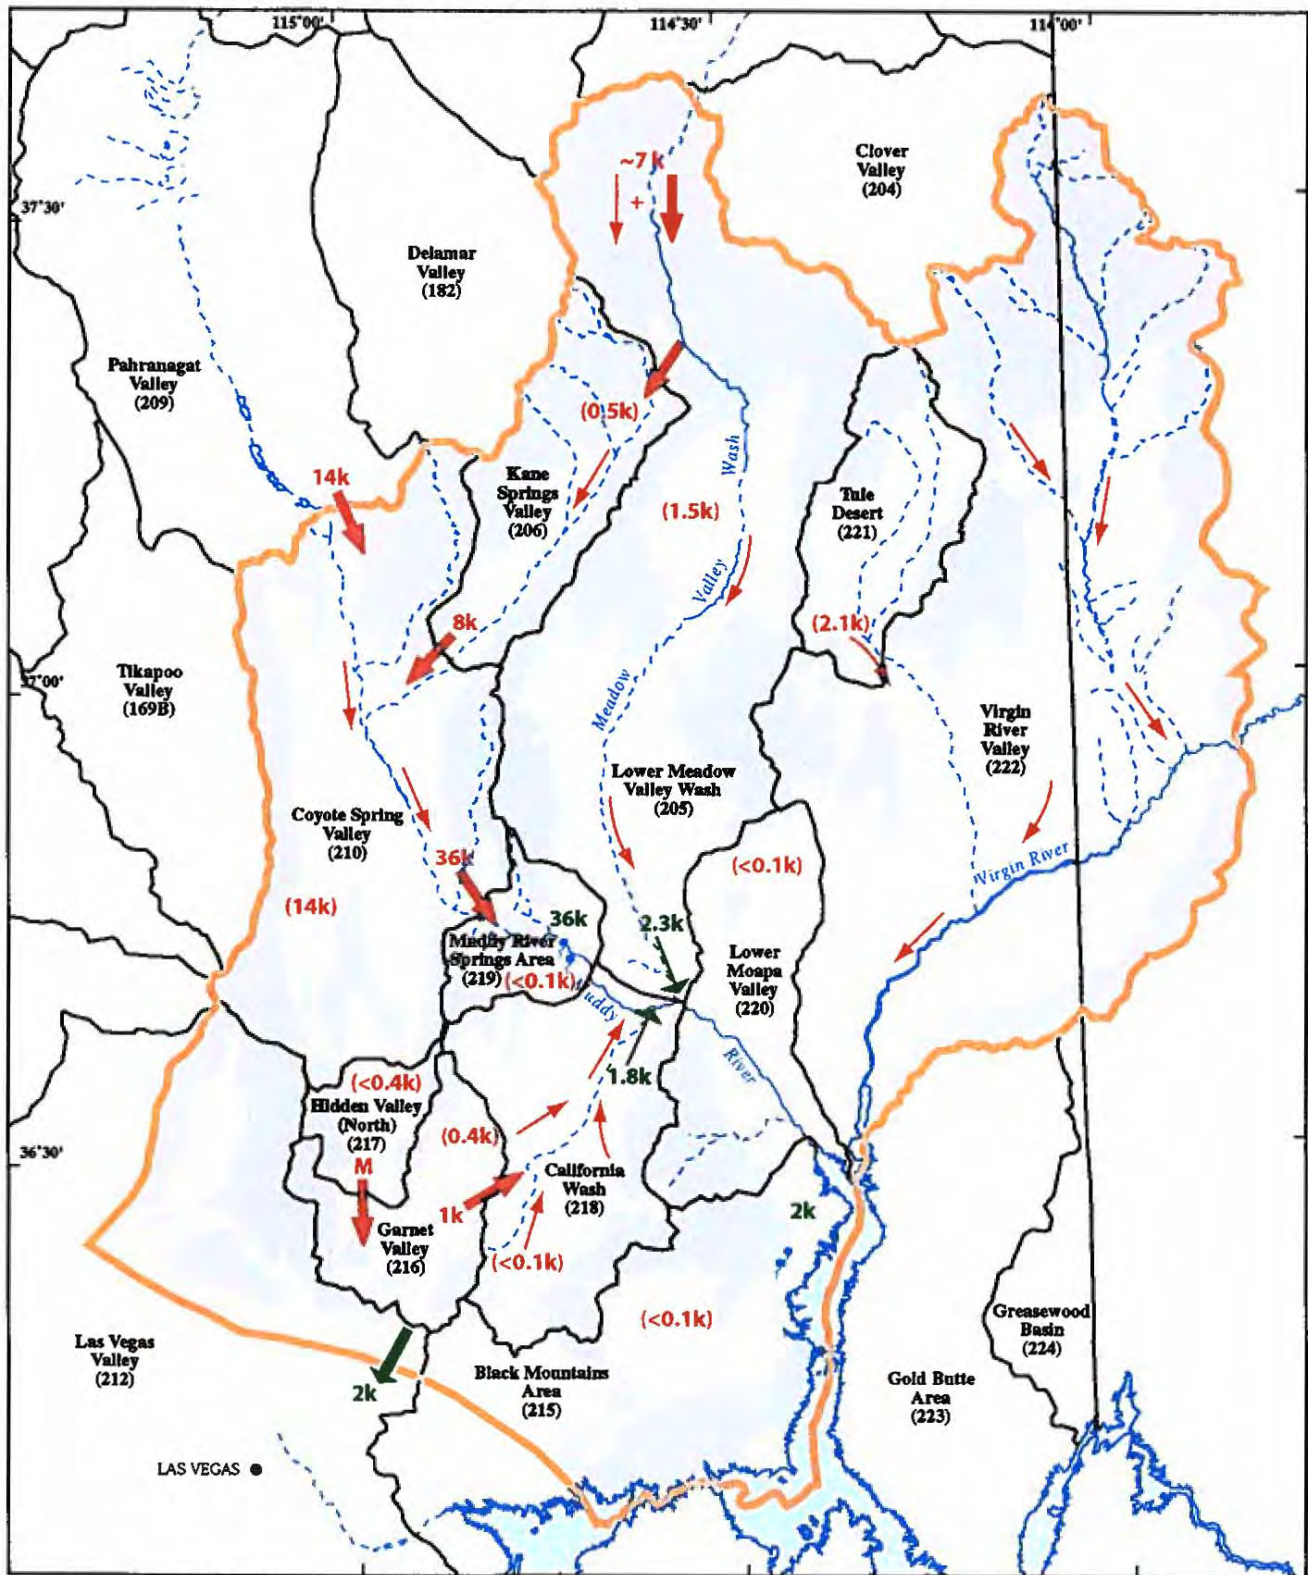 115°00'
114°30'
114°00'
~7k
+
Clover
Valley
(204)
37°30'
Delamar
Valley
(182)
Pahranagat
Valley
(209)
(0.5k)
Wash
14k
Kane
Springs
Valley
(206)
(1.5k)
Tule
Desert
(221)
Valley
8k
(2.1k)
37°00'
Tikapoo
Valley
(169B)
Meadow
Virgin
River
Valley
(222)
Lower Meadow
Valley Wash
(205)
Coyote Spring
Valley
(210)
36k
(<0.1k)
Virgin River
(14k)
36k
2.3k
Muddy River
Springs Area
(219)
(<0.1k)
Lower
Moapa
Valley
(220)
Muddy
River
1.8k
(<0.4k)
Hidden Valley
(North)
(217)
(0.4k)
36°30'
M
California
Wash
(218)
1k
2k
Garnet
Valley
(216)
(<0.1k)
(<0.1k)
Greasewood
Basin
(224)
Las Vegas
Valley
(212)
2k
Black Mountains
Area
(215)
Gold Butte
Area
(223)
LAS VEGAS